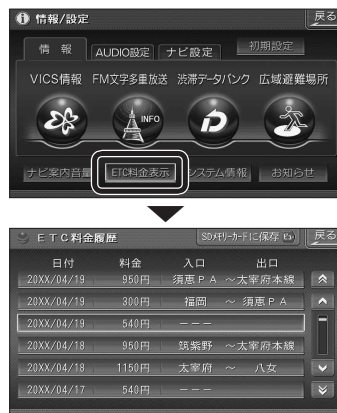 情報/設定
戻る
情報 AUDIO設定 ナビ設定 初期設定
VICS情報 FM文字多重放送 渋滞データバンク 広域避難場所
INFO
ナビ案内音量 ETC料金表示 システム情報 お知らせ
ETC料金履歴 SDメモリーカードに保存 戻る
日付 料金 入口 出口
20XX/04/19 950円 須恵PA ～太宰府本線
20XX/04/19 300円 福岡 ～ 須恵PA
20XX/04/19 540円 ---
20XX/04/18 950円 筑紫野 ～太宰府本線
20XX/04/18 1150円 太宰府 ～ 八女
20XX/04/17 540円 ---